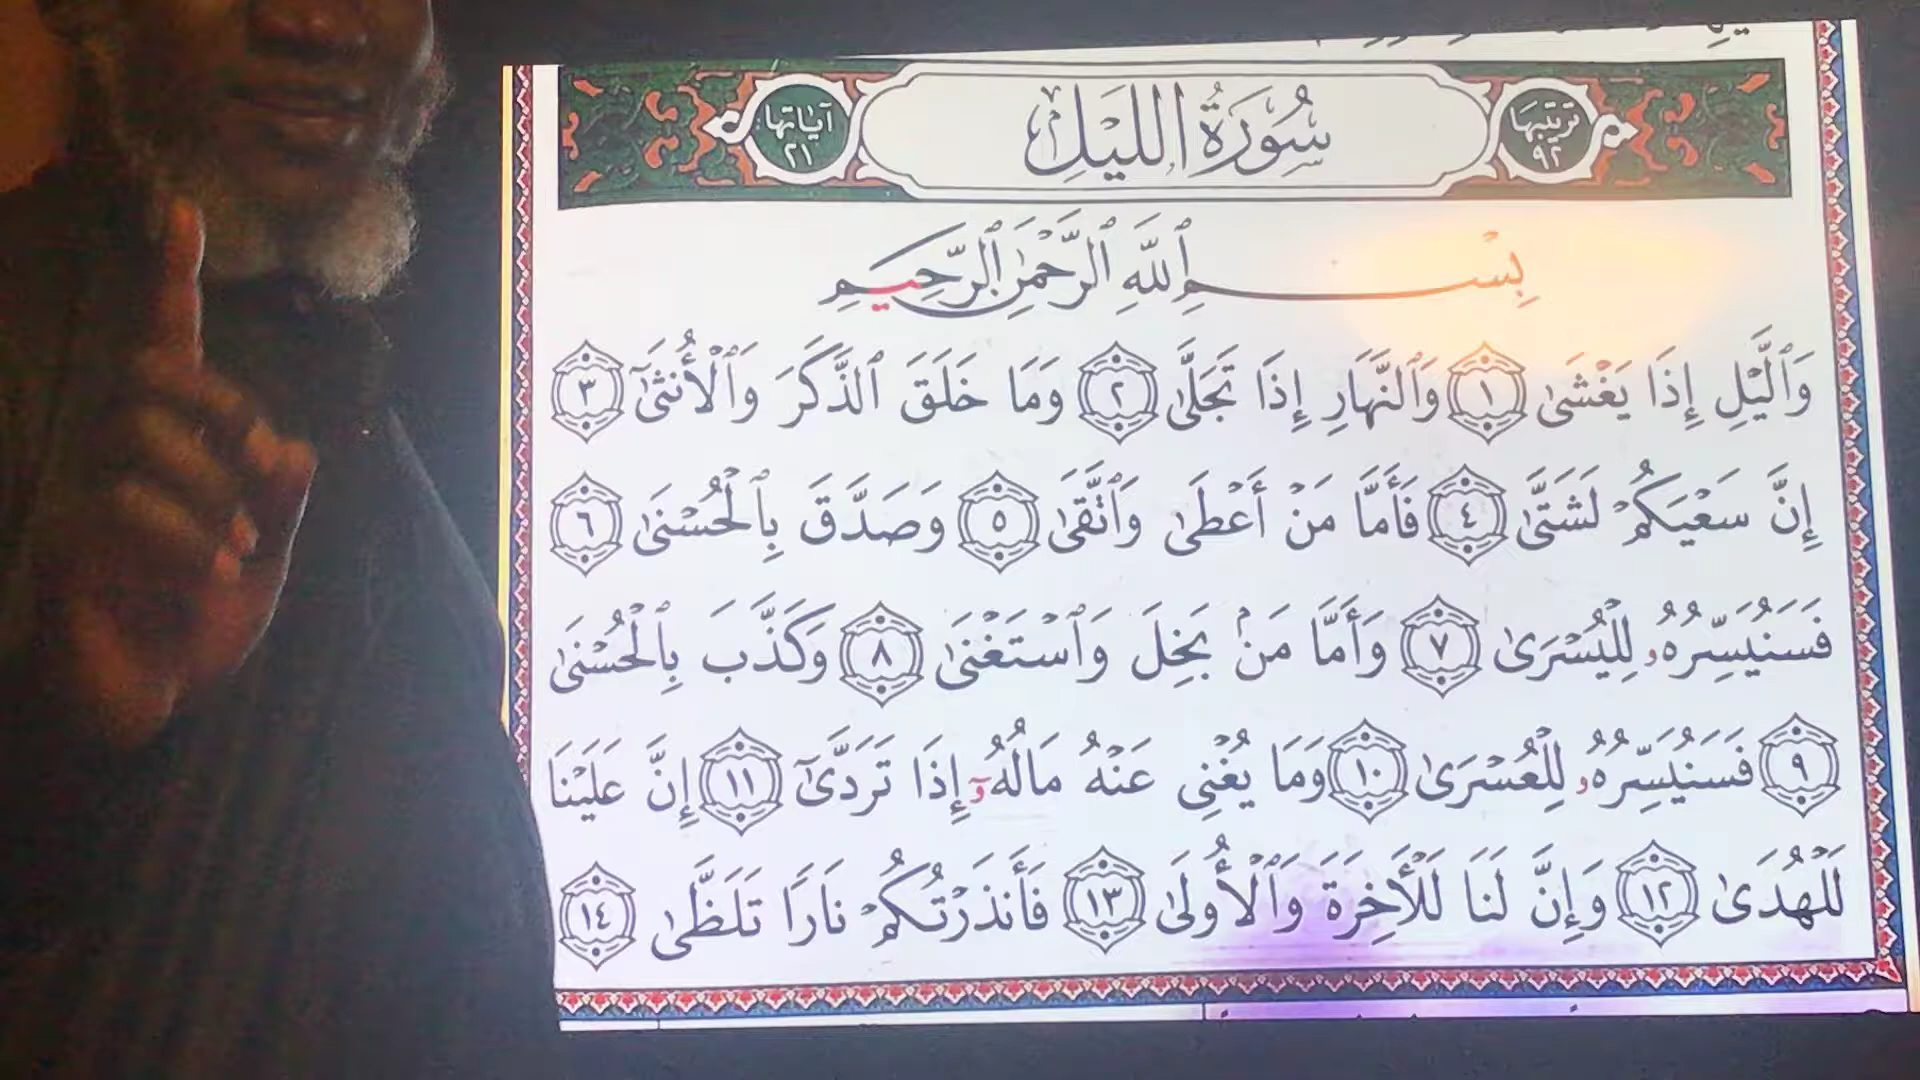 ترتيبها ٩٢
سُورَةُ اللَّيْلِ
آياتها ٢١
بِسْمِ ٱللَّهِ ٱلرَّحْمَٰنِ ٱلرَّحِيمِ
وَٱلَّيْلِ إِذَا يَغْشَىٰ ١ وَٱلنَّهَارِ إِذَا تَجَلَّىٰ ٢ وَمَا خَلَقَ ٱلذَّكَرَ وَٱلْأُنثَىٰٓ ٣
إِنَّ سَعْيَكُمْ لَشَتَّىٰ ٤ فَأَمَّا مَنْ أَعْطَىٰ وَٱتَّقَىٰ ٥ وَصَدَّقَ بِٱلْحُسْنَىٰ ٦
فَسَنُيَسِّرُهُۥ لِلْيُسْرَىٰ ٧ وَأَمَّا مَنۢ بَخِلَ وَٱسْتَغْنَىٰ ٨ وَكَذَّبَ بِٱلْحُسْنَىٰ
٩ فَسَنُيَسِّرُهُۥ لِلْعُسْرَىٰ ١٠ وَمَا يُغْنِى عَنْهُ مَالُهُۥٓ إِذَا تَرَدَّىٰٓ ١١ إِنَّ عَلَيْنَا
لَلْهُدَىٰ ١٢ وَإِنَّ لَنَا لَلْأَخِرَةَ وَٱلْأُولَىٰ ١٣ فَأَنذَرْتُكُمْ نَارًا تَلَظَّىٰ ١٤